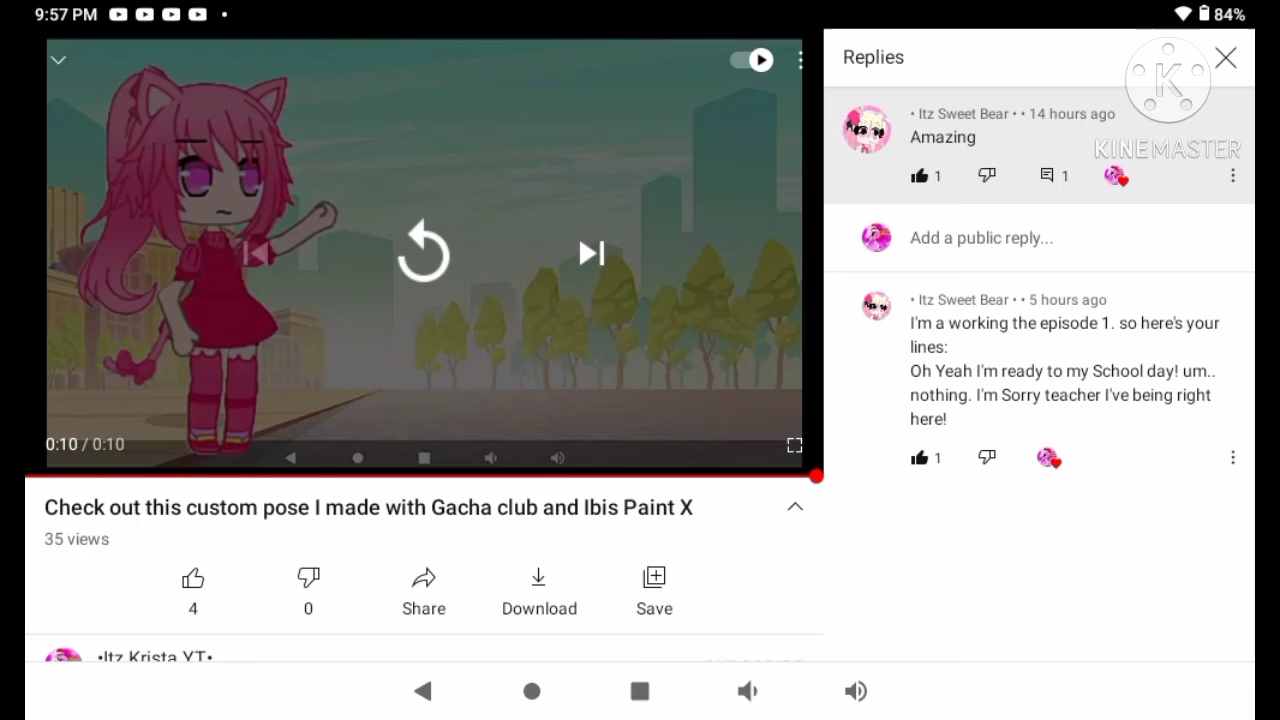 9:57 PM
84%
Replies
K
KINEMASTER
• Itz Sweet Bear • • 14 hours ago
Amazing
1
1
Add a public reply...
• Itz Sweet Bear • • 5 hours ago
I'm a working the episode 1. so here's your
lines:
Oh Yeah I'm ready to my School day! um..
nothing. I'm Sorry teacher I've being right
here!
1
0:10 / 0:10
Check out this custom pose I made with Gacha club and Ibis Paint X
35 views
4
0
Share
Download
Save
•Itz Krista YT•